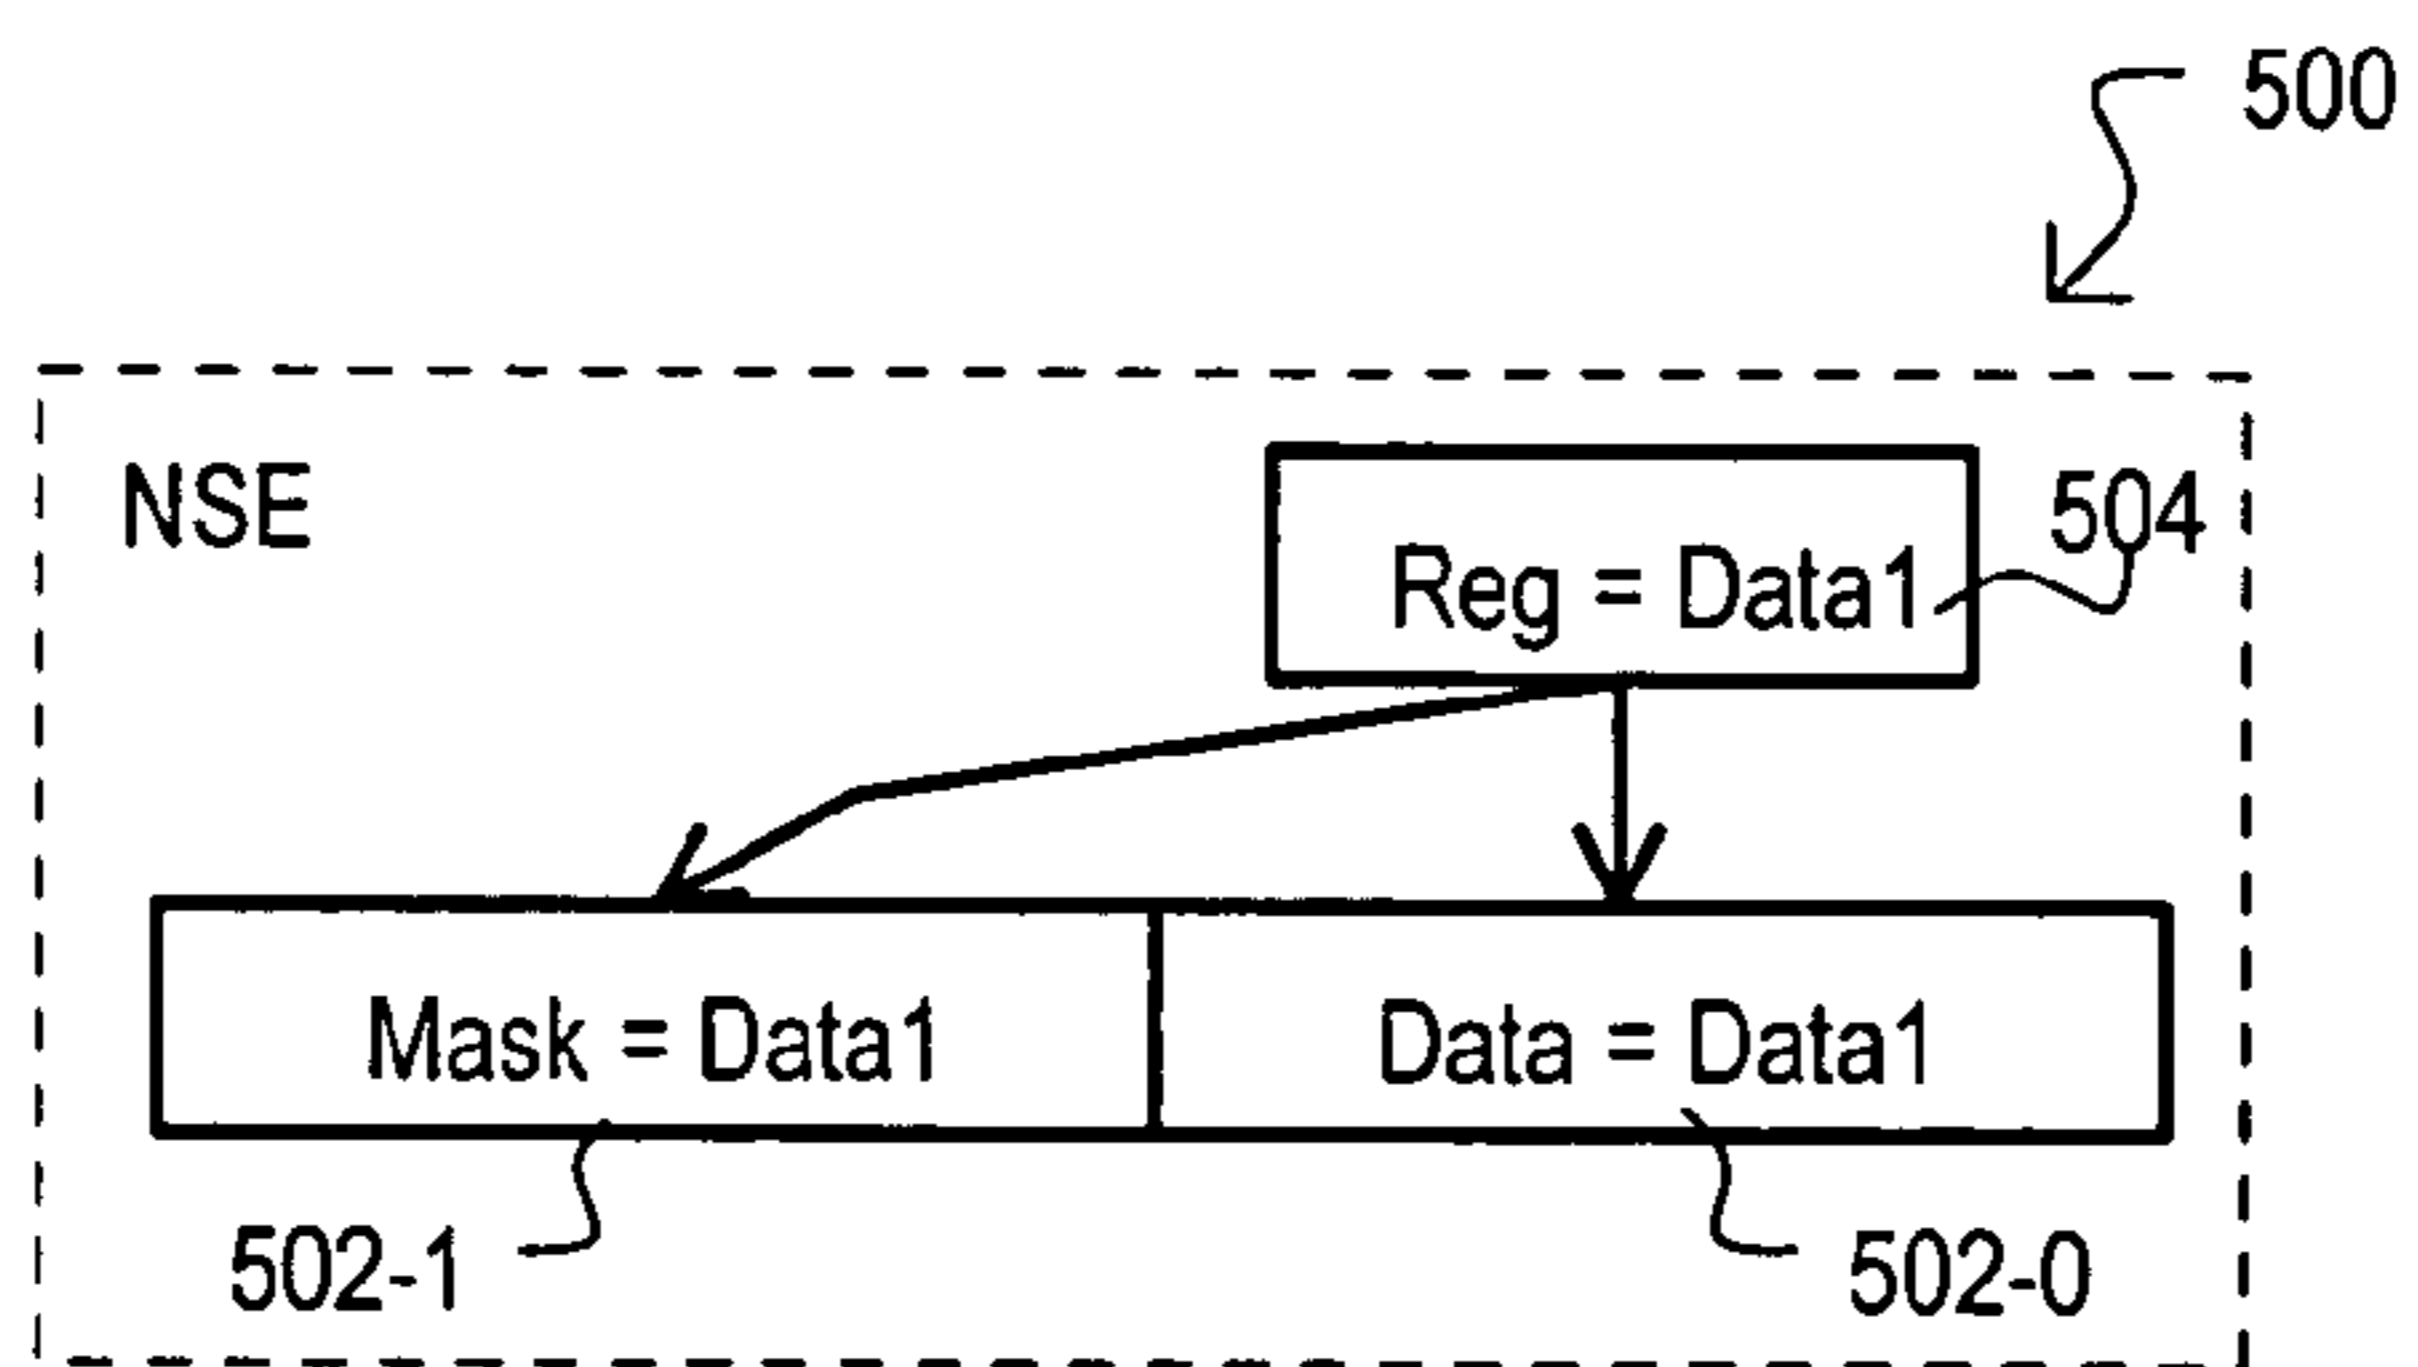 500
NSE
504
Reg = Data1
Mask = Data1
Data = Data1
502-1
502-0